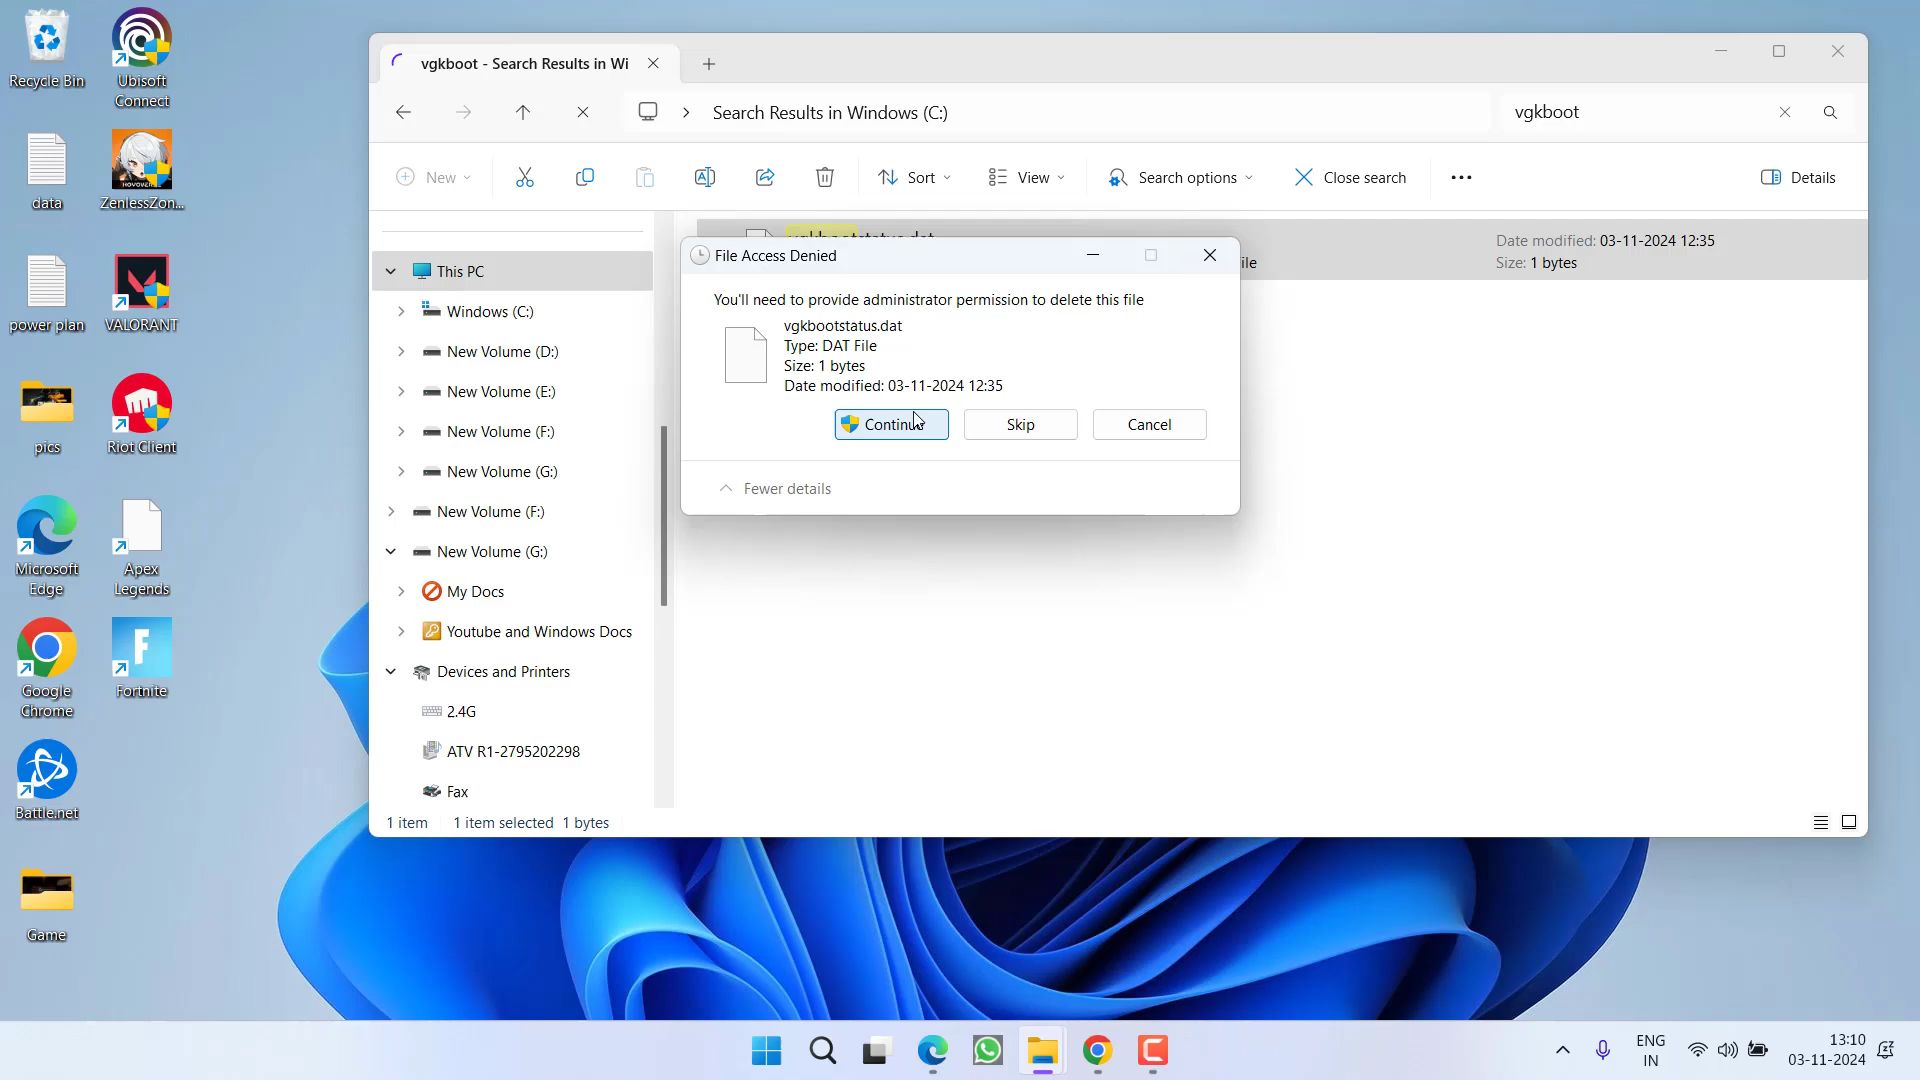 Recycle Bin
Ubisoft
Connect
data
ZenlessZon...
power plan
VALORANT
pics
Riot Client
Microsoft
Edge
Apex
Legends
Google
Chrome
Fortnite
Battle.net
Game
vgkboot - Search Results in Wi
Search Results in Windows (C:)
vgkboot
New
Sort
View
Search options
Close search
Details
This PC
Windows (C:)
New Volume (D:)
New Volume (E:)
New Volume (F:)
New Volume (G:)
New Volume (F:)
New Volume (G:)
My Docs
Youtube and Windows Docs
Devices and Printers
2.4G
ATV R1-2795202298
Fax
vgkbootstatus.dat
ile
Date modified: 03-11-2024 12:35
Size: 1 bytes
File Access Denied
You'll need to provide administrator permission to delete this file
vgkbootstatus.dat
Type: DAT File
Size: 1 bytes
Date modified: 03-11-2024 12:35
Continue
Skip
Cancel
Fewer details
1 item
1 item selected 1 bytes
ENG
IN
13:10
03-11-2024